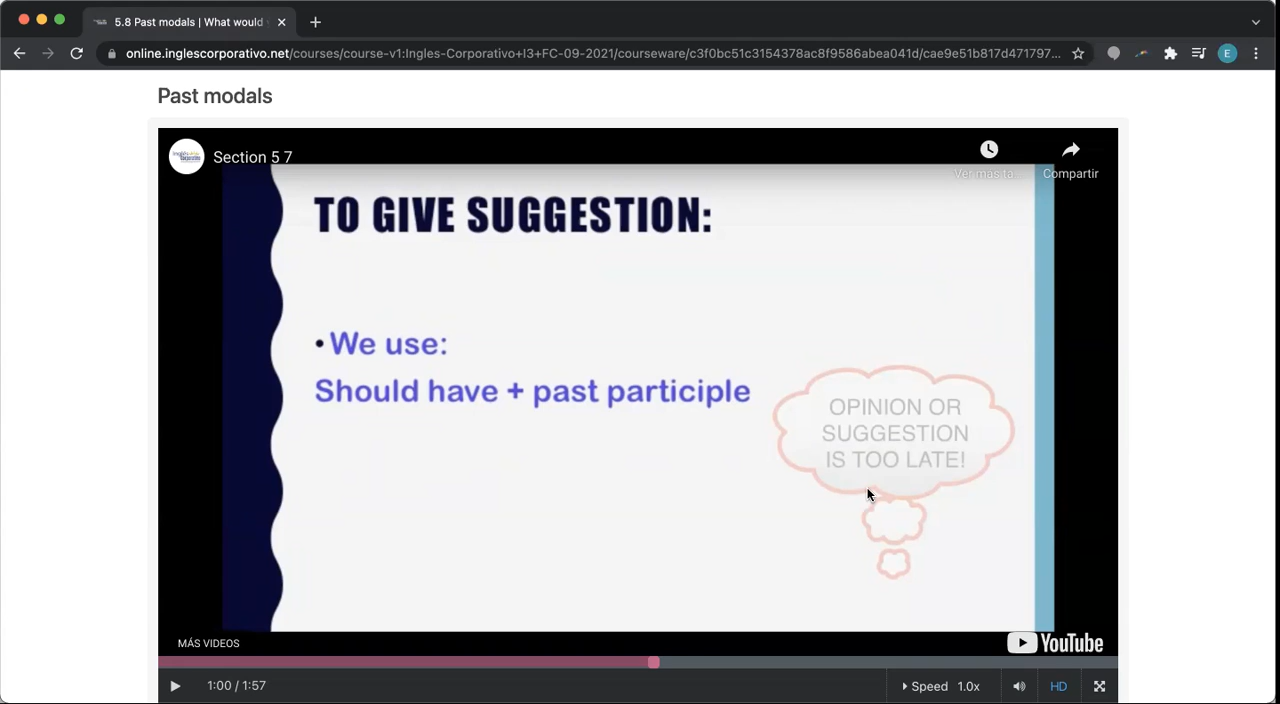 5.8 Past modals | What would
online.inglescorporativo.net/courses/course-v1:Ingles-Corporativo+I3+FC-09-2021/courseware/c3f0bc51c3154378ac8f9586abea041d/cae9e51b817d471797...
E
Past modals
Section 5 7
Ver más ta...
Compartir
TO GIVE SUGGESTION:
• We use:
Should have + past participle
OPINION OR
SUGGESTION
IS TOO LATE!
MÁS VIDEOS
YouTube
1:00 / 1:57
Speed 1.0x
HD